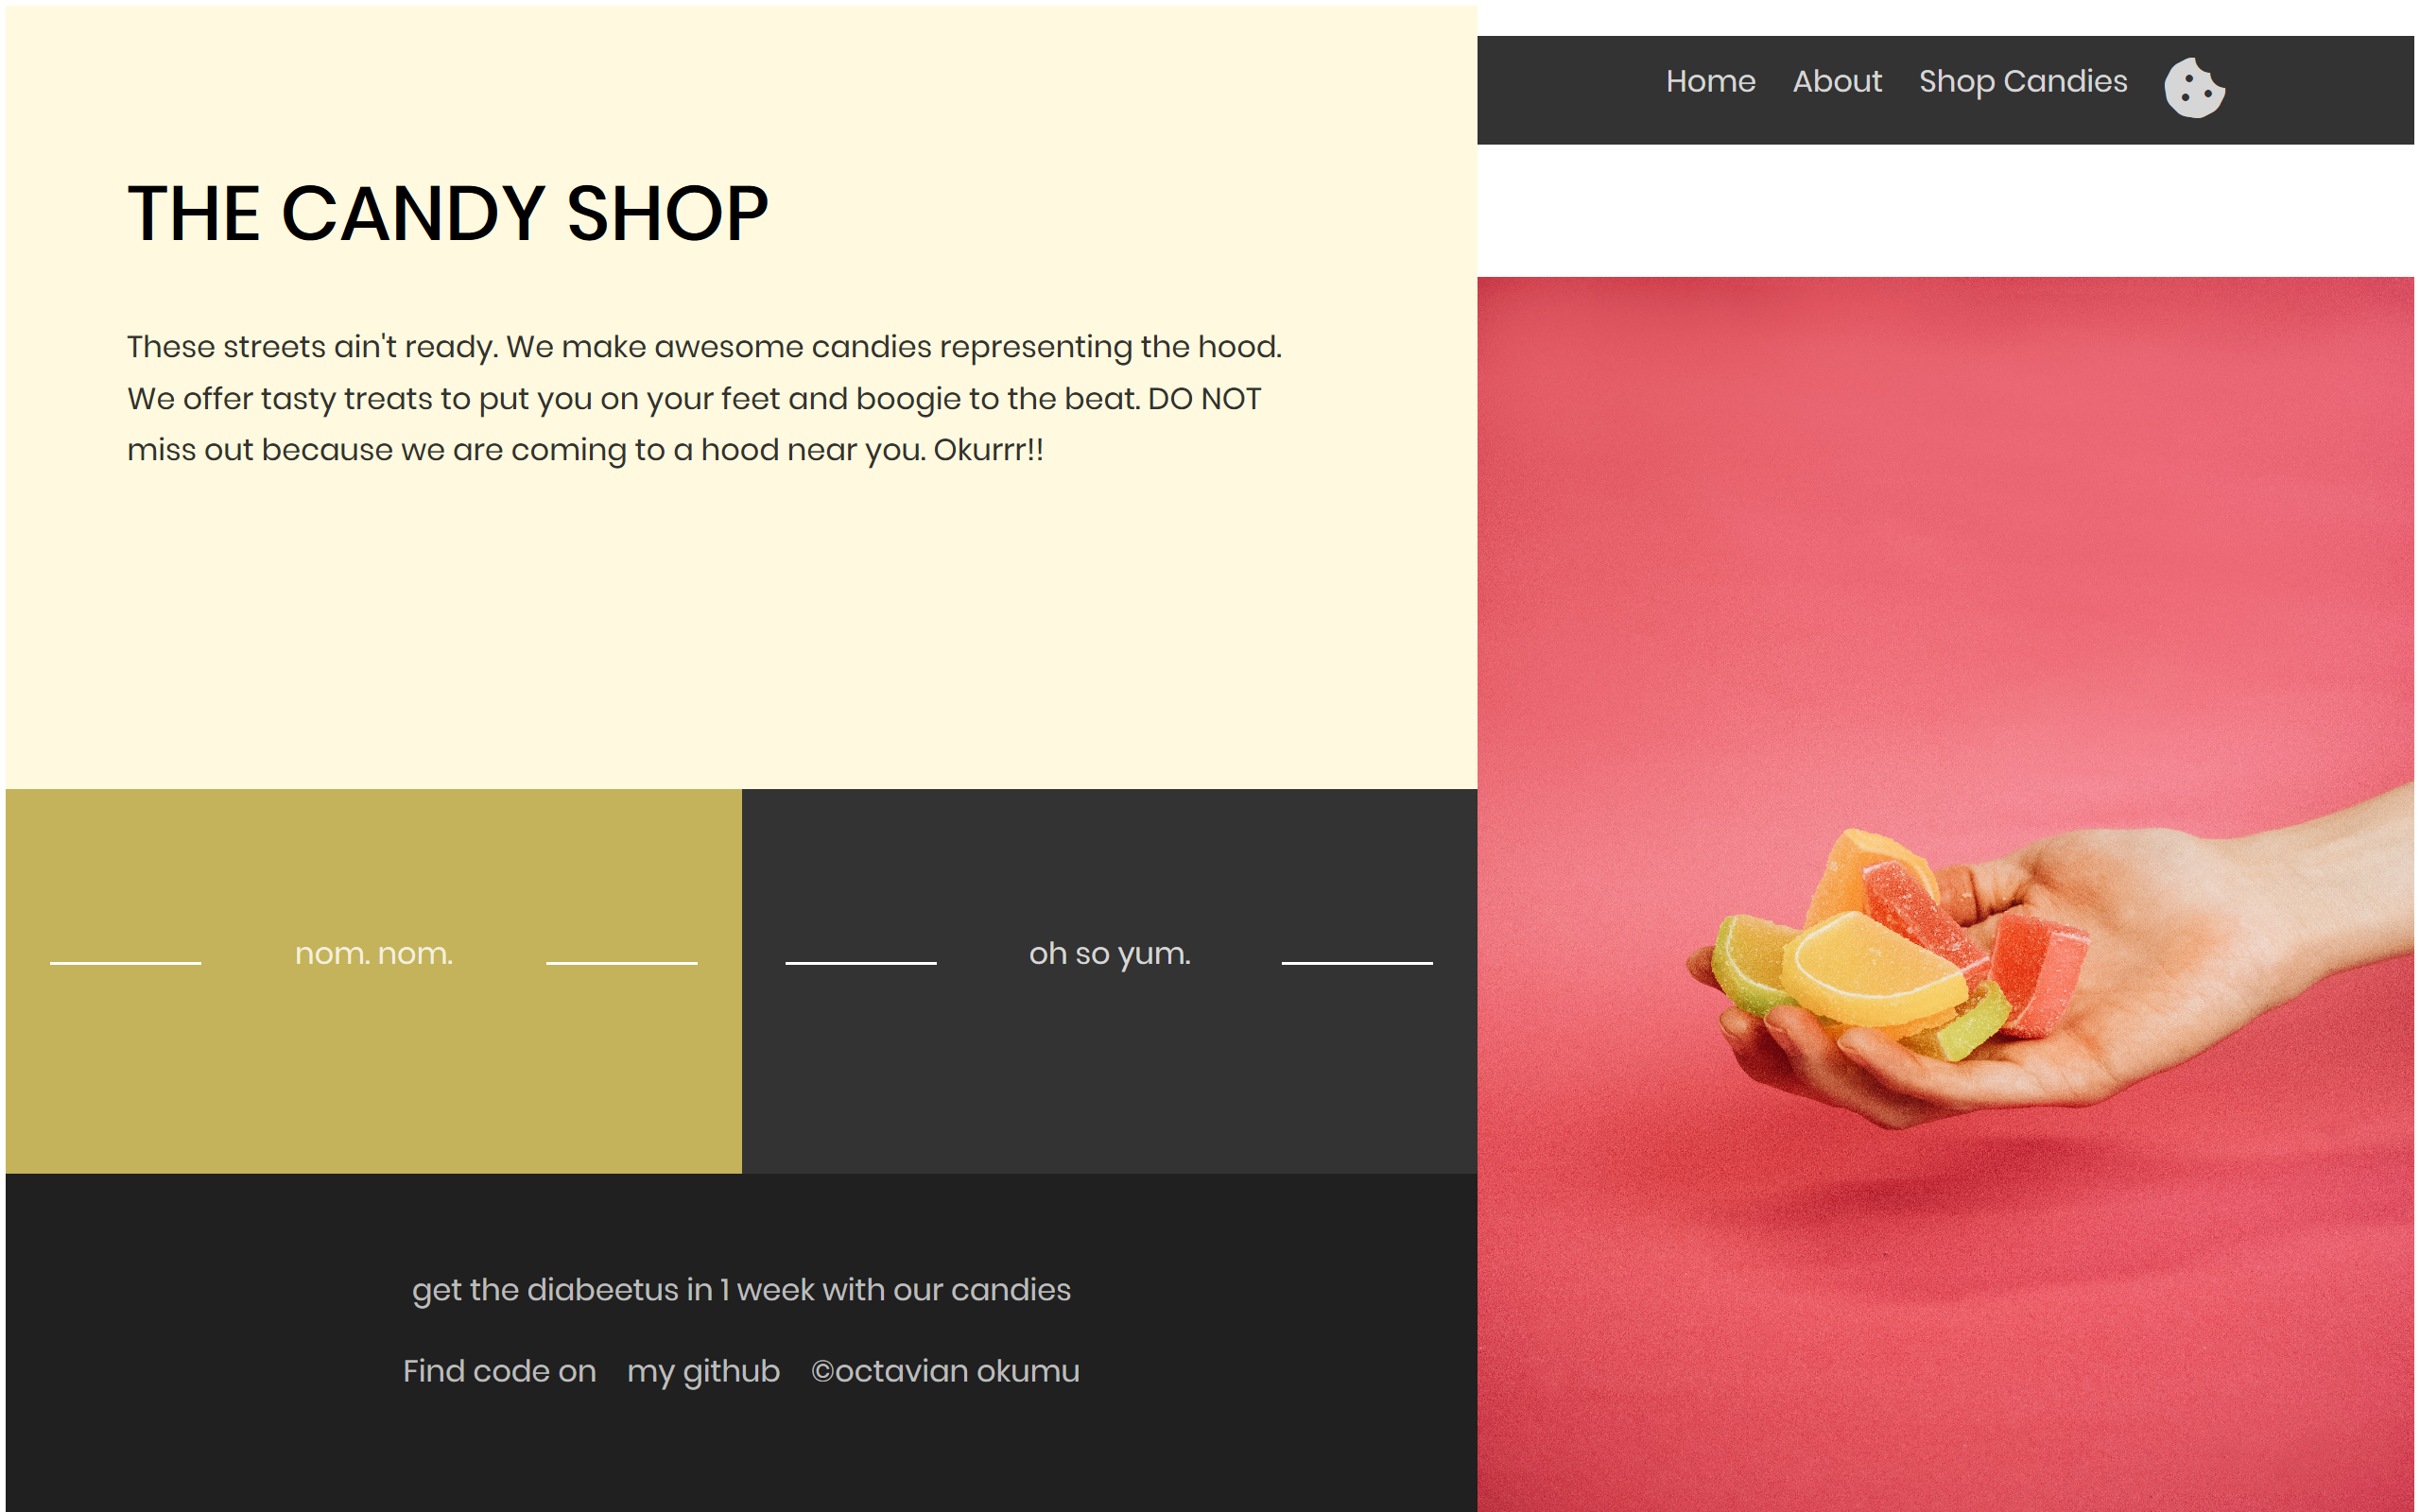 Home About Shop Candies
THE CANDY SHOP
These streets ain't ready. We make awesome candies representing the hood.
We offer tasty treats to put you on your feet and boogie to the beat. DO NOT
miss out because we are coming to a hood near you. Okurrr!!
nom. nom.
oh so yum.
get the diabeetus in 1 week with our candies
Find code on my github ©octavian okumu